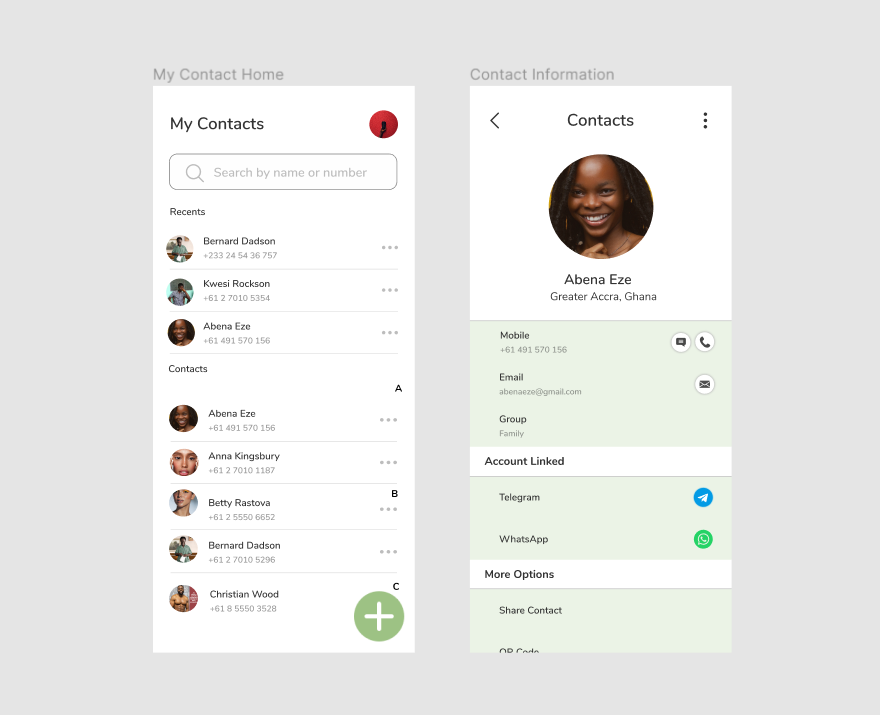 My Contact Home
My Contacts
Search by name or number
Recents
Bernard Dadson
+233 24 54 36 757
Kwesi Rockson
+61 2 7010 5354
Abena Eze
+61 491 570 156
Contacts
A
Abena Eze
+61 491 570 156
Anna Kingsbury
+61 2 7010 1187
B
Betty Rastova
+61 2 5550 6652
Bernard Dadson
+61 2 7010 5296
C
Christian Wood
+61 8 5550 3528
Contact Information
Contacts
Abena Eze
Greater Accra, Ghana
Mobile
+61 491 570 156
Email
abenaeze@gmail.com
Group
Family
Account Linked
Telegram
WhatsApp
More Options
Share Contact
QR Code